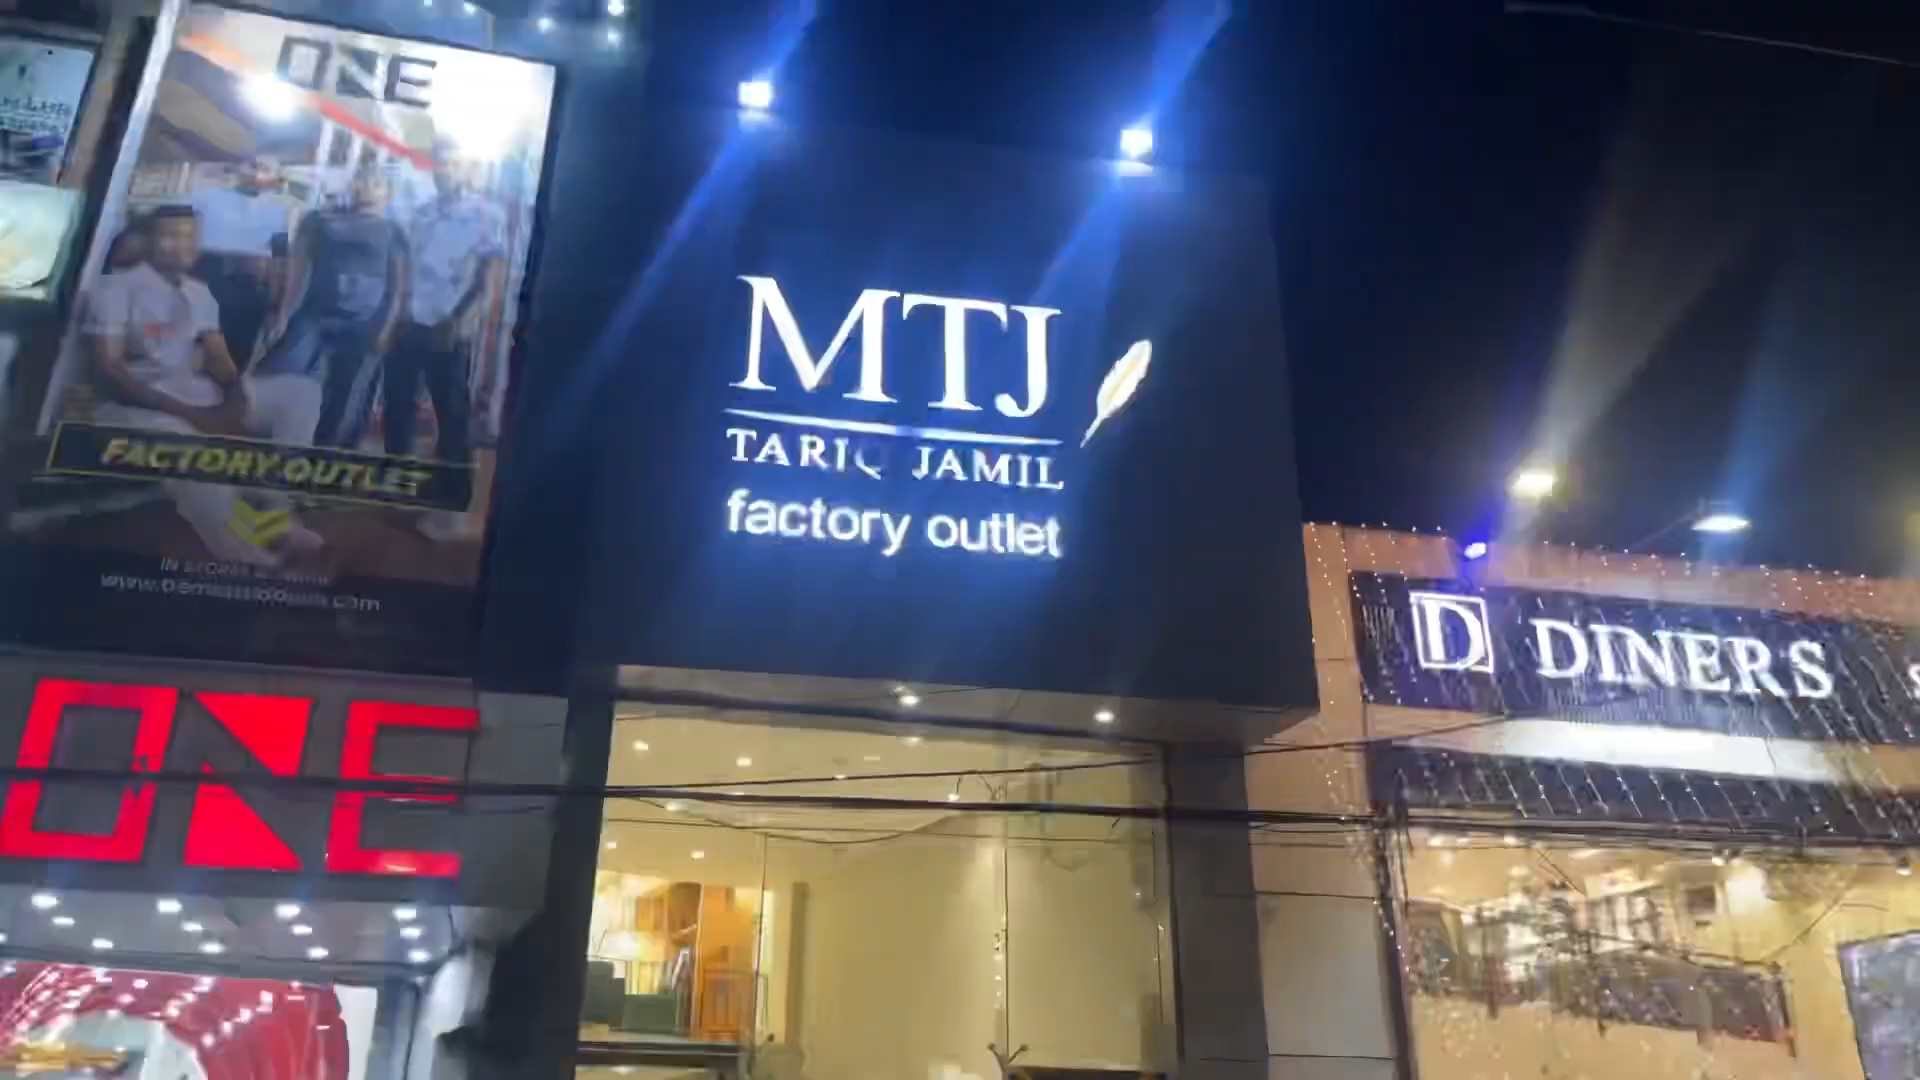 ONE
FACTORY OUTLET
ONE
MTJ
TARIQ JAMIL
factory outlet
D DINERS